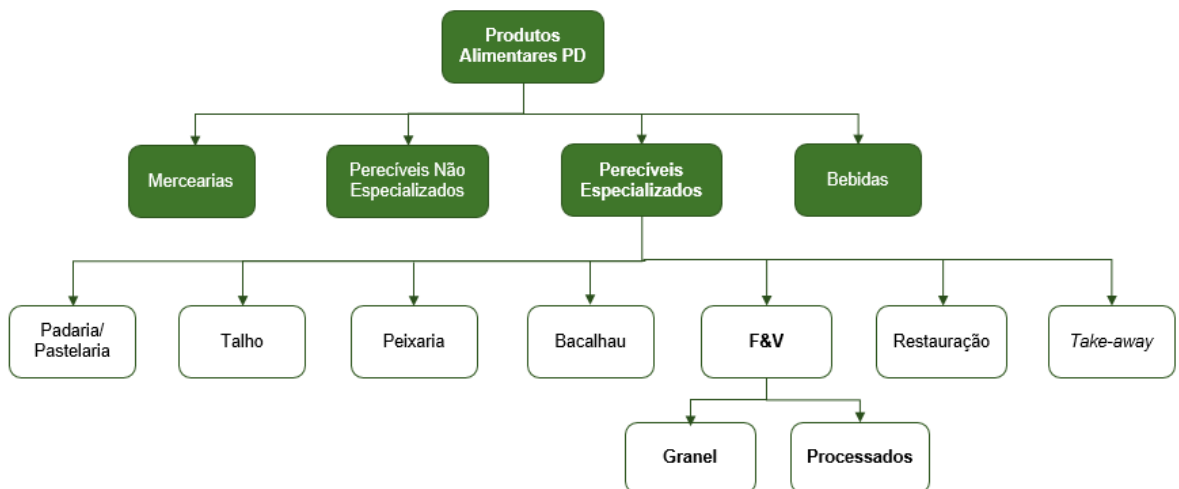 Produtos
Alimentares PD
Mercearias
Perecíveis Não
Especializados
Perecíveis
Especializados
Bebidas
Padaria/
Pastelaria
Talho
Peixaria
Bacalhau
F&V
Restauração
Take-away
Granel
Processados